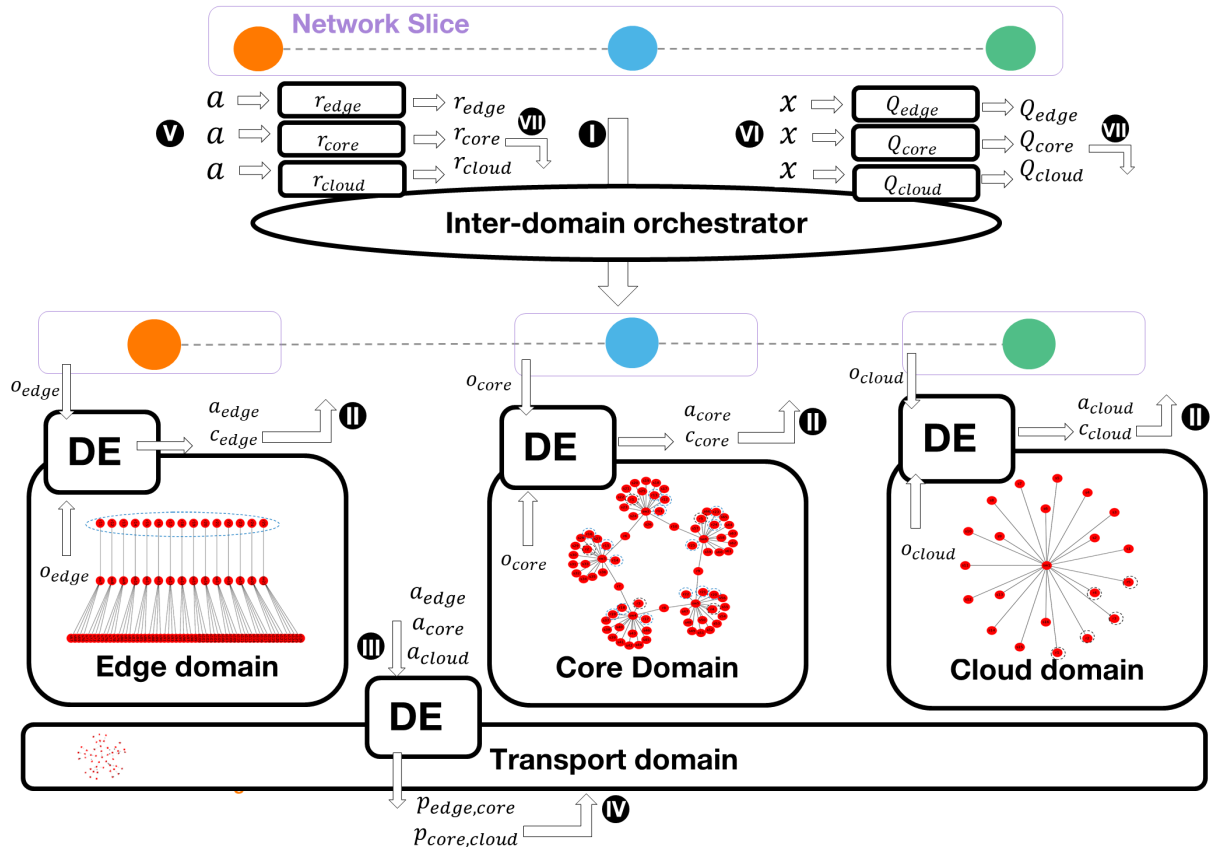 Network Slice
a
r_edge
r_edge
V
a
r_core
r_core
VII
a
r_cloud
r_cloud
I
x
Q_edge
Q_edge
VI
x
Q_core
Q_core
VII
x
Q_cloud
Q_cloud
Inter-domain orchestrator
o_edge
a_edge
c_edge
II
DE
o_edge
Edge domain
o_core
a_core
c_core
II
DE
o_core
Core Domain
o_cloud
a_cloud
c_cloud
II
DE
o_cloud
Cloud domain
III
a_edge
a_core
a_cloud
DE
Transport domain
p_edge,core
p_core,cloud
IV